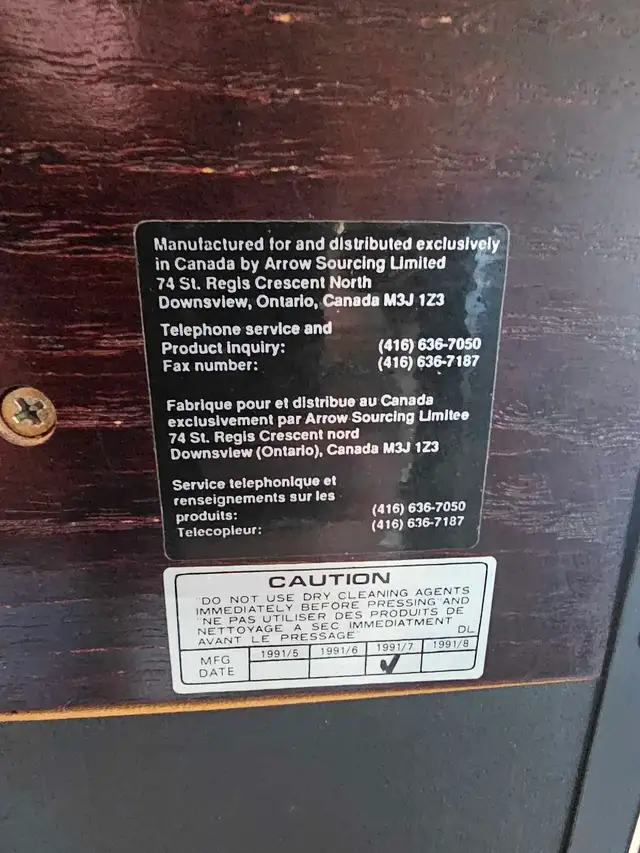 Manufactured for and distributed exclusively
in Canada by Arrow Sourcing Limited
74 St. Regis Crescent North
Downsview, Ontario, Canada M3J 1Z3
Telephone service and
Product inquiry: (416) 636-7050
Fax number: (416) 636-7187
Fabrique pour et distribue au Canada
exclusivement par Arrow Sourcing Limitee
74 St. Regis Crescent nord
Downsview (Ontario), Canada M3J 1Z3
Service telephonique et
renseignements sur les
produits: (416) 636-7050
Telecopieur: (416) 636-7187
CAUTION
"DO NOT USE DRY CLEANING AGENTS
IMMEDIATELY BEFORE PRESSING" AND
"NE PAS UTILISER DES PRODUITS DE
NETTOYAGE A SEC IMMEDIATMENT
AVANT LE PRESSAGE" DL
MFG DATE 1991/5 1991/6 1991/7 1991/8
✓